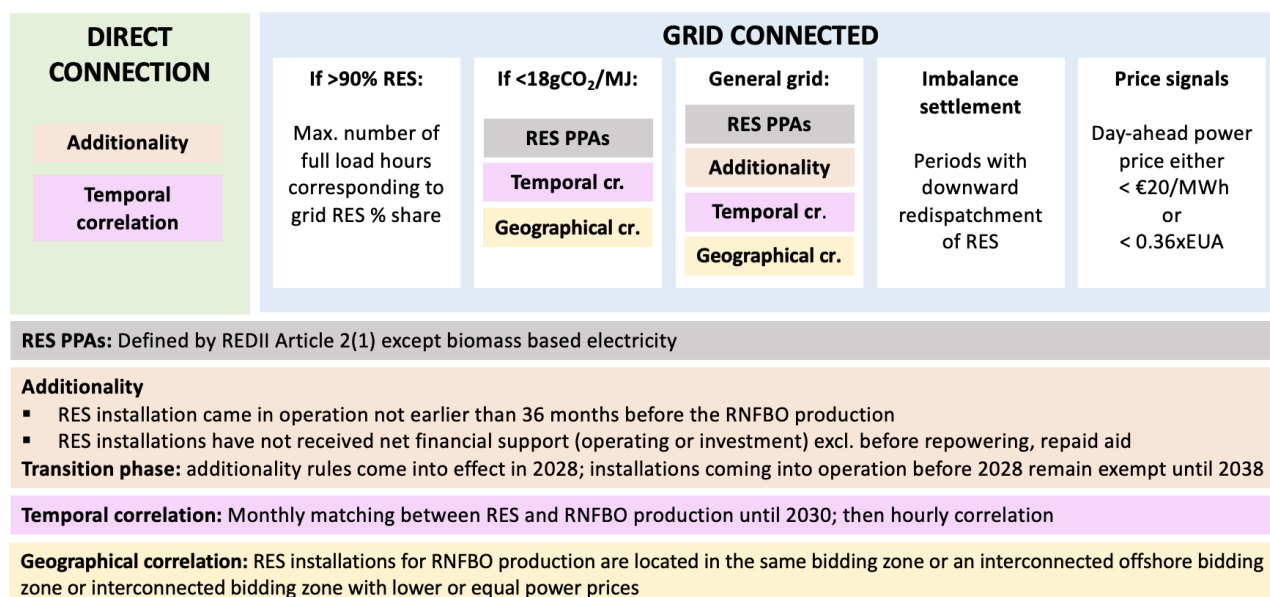 DIRECT
CONNECTION
Additionality
Temporal
correlation
GRID CONNECTED
If >90% RES:
Max. number of
full load hours
corresponding to
grid RES % share
If <18gCO₂/MJ:
RES PPAs
Temporal cr.
Geographical cr.
General grid:
RES PPAs
Additionality
Temporal cr.
Geographical cr.
Imbalance
settlement
Periods with
downward
redispatchment
of RES
Price signals
Day-ahead power
price either
< €20/MWh
or
< 0.36xEUA
RES PPAs: Defined by REDII Article 2(1) except biomass based electricity
Additionality
▪ RES installation came in operation not earlier than 36 months before the RNFBO production
▪ RES installations have not received net financial support (operating or investment) excl. before repowering, repaid aid
Transition phase: additionality rules come into effect in 2028; installations coming into operation before 2028 remain exempt until 2038
Temporal correlation: Monthly matching between RES and RNFBO production until 2030; then hourly correlation
Geographical correlation: RES installations for RNFBO production are located in the same bidding zone or an interconnected offshore bidding
zone or interconnected bidding zone with lower or equal power prices